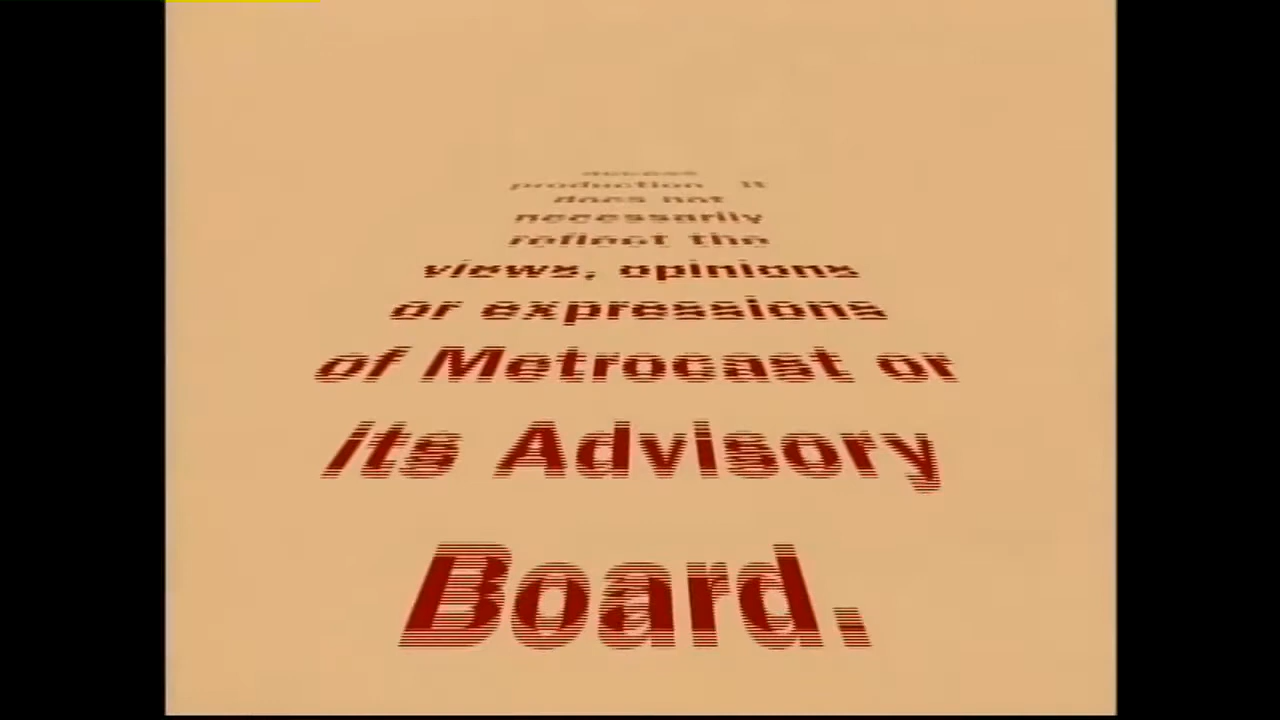 production  It
does not
necessarily
reflect the
views, opinions
or expressions
of Metrocast or
its Advisory
Board.